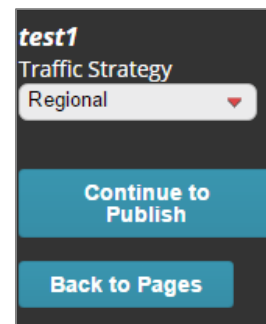 test1
Traffic Strategy
Regional
Continue to
Publish
Back to Pages